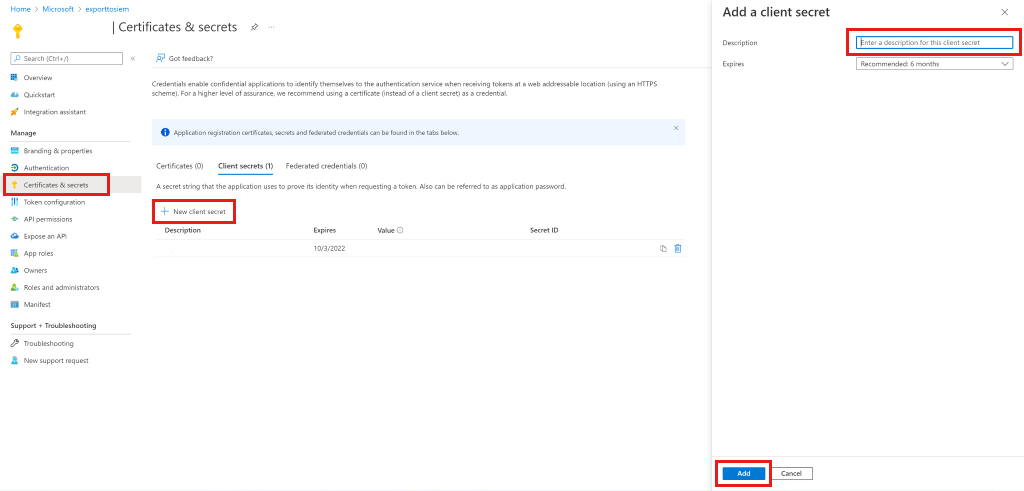 Home > Microsoft > exporttosiem
| Certificates & secrets ...
Search (Ctrl+/) «
Overview
Quickstart
Integration assistant
Manage
Branding & properties
Authentication
Certificates & secrets
Token configuration
API permissions
Expose an API
App roles
Owners
Roles and administrators
Manifest
Support + Troubleshooting
Troubleshooting
New support request
Got feedback?
Credentials enable confidential applications to identify themselves to the authentication service when receiving tokens at a web addressable location (using an HTTPS
scheme). For a higher level of assurance, we recommend using a certificate (instead of a client secret) as a credential.
Application registration certificates, secrets and federated credentials can be found in the tabs below.
Certificates (0) Client secrets (1) Federated credentials (0)
A secret string that the application uses to prove its identity when requesting a token. Also can be referred to as application password.
+ New client secret
Description Expires Value Secret ID
10/3/2022
Add a client secret
Description Enter a description for this client secret
Expires Recommended: 6 months
Add Cancel